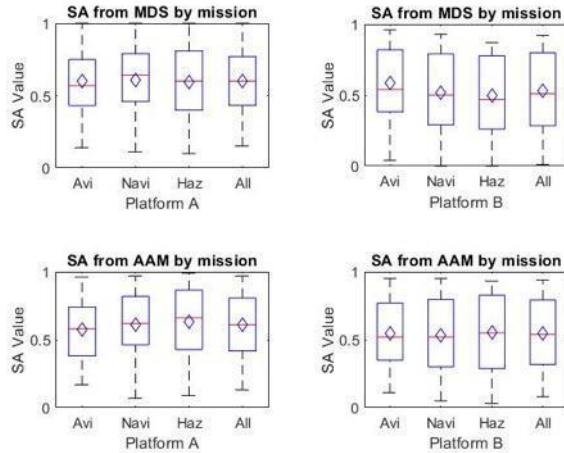 SA from MDS by mission
SA Value
1
0.5
0
Avi Navi Haz All
Platform A
SA from MDS by mission
SA Value
1
0.5
0
Avi Navi Haz All
Platform B
SA from AAM by mission
SA Value
1
0.5
0
Avi Navi Haz All
Platform A
SA from AAM by mission
SA Value
1
0.5
0
Avi Navi Haz All
Platform B